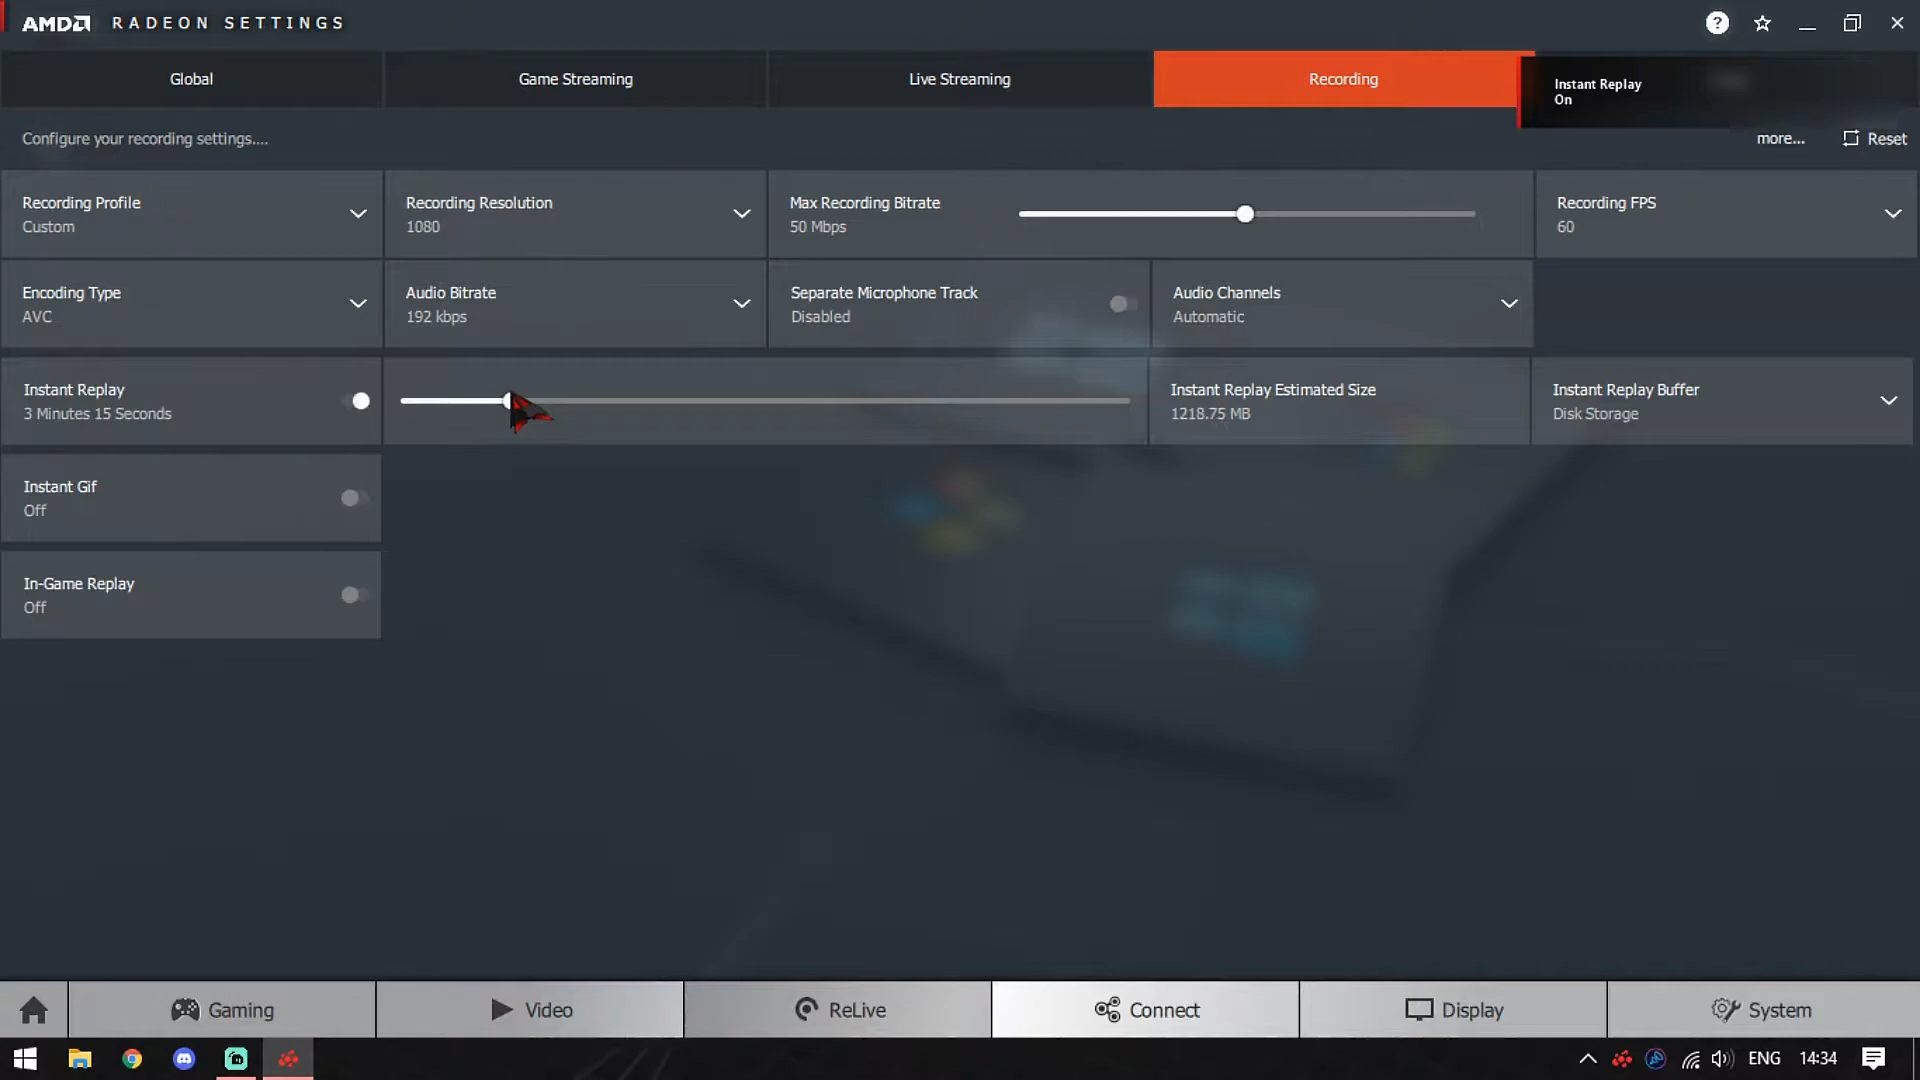 AMD RADEON SETTINGS
Global
Game Streaming
Live Streaming
Recording
Instant Replay
On
Configure your recording settings....
more...
Reset
Recording Profile
Custom
Recording Resolution
1080
Max Recording Bitrate
50 Mbps
Recording FPS
60
Encoding Type
AVC
Audio Bitrate
192 kbps
Separate Microphone Track
Disabled
Audio Channels
Automatic
Instant Replay
3 Minutes 15 Seconds
Instant Replay Estimated Size
1218.75 MB
Instant Replay Buffer
Disk Storage
Instant Gif
Off
In-Game Replay
Off
Gaming
Video
ReLive
Connect
Display
System
ENG
14:34